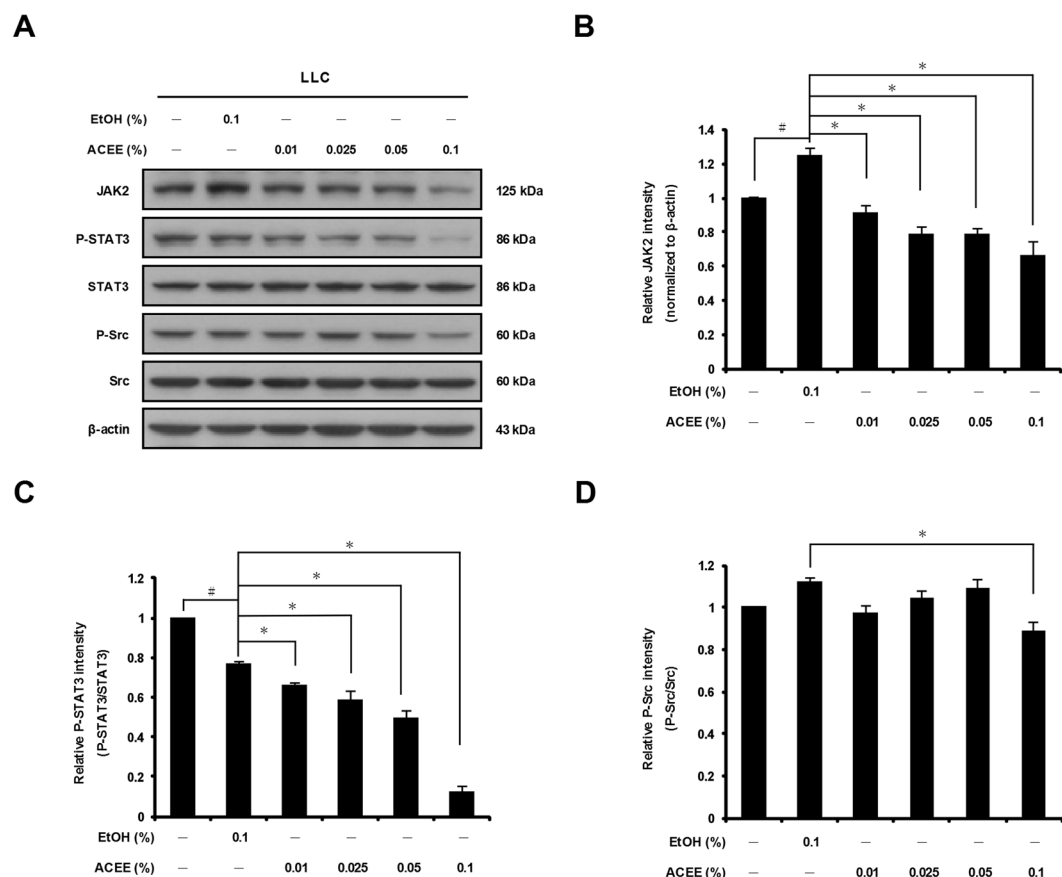 A
LLC
EtOH (%) — 0.1 — — — —
ACEE (%) — — 0.01 0.025 0.05 0.1
JAK2 125 kDa
P-STAT3 86 kDa
STAT3 86 kDa
P-Src 60 kDa
Src 60 kDa
β-actin 43 kDa
B
*
*
*
# *
Relative JAK2 intensity
(normalized to β-actin)
1.4
1.2
1
0.8
0.6
0.4
0.2
0
EtOH (%) — 0.1 — — — —
ACEE (%) — — 0.01 0.025 0.05 0.1
C
*
*
#
*
*
Relative P-STAT3 intensity
(P-STAT3/STAT3)
1.2
1
0.8
0.6
0.4
0.2
0
EtOH (%) — 0.1 — — — —
ACEE (%) — — 0.01 0.025 0.05 0.1
D
*
Relative P-Src intensity
(P-Src/Src)
1.2
1
0.8
0.6
0.4
0.2
0
EtOH (%) — 0.1 — — — —
ACEE (%) — — 0.01 0.025 0.05 0.1